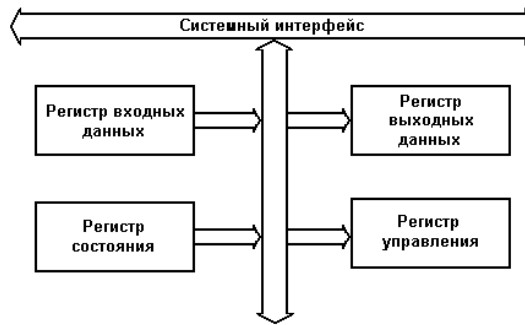 Системный интерфейс
Регистр входных
данных
Регистр
выходных
данных
Регистр
состояния
Регистр
управления